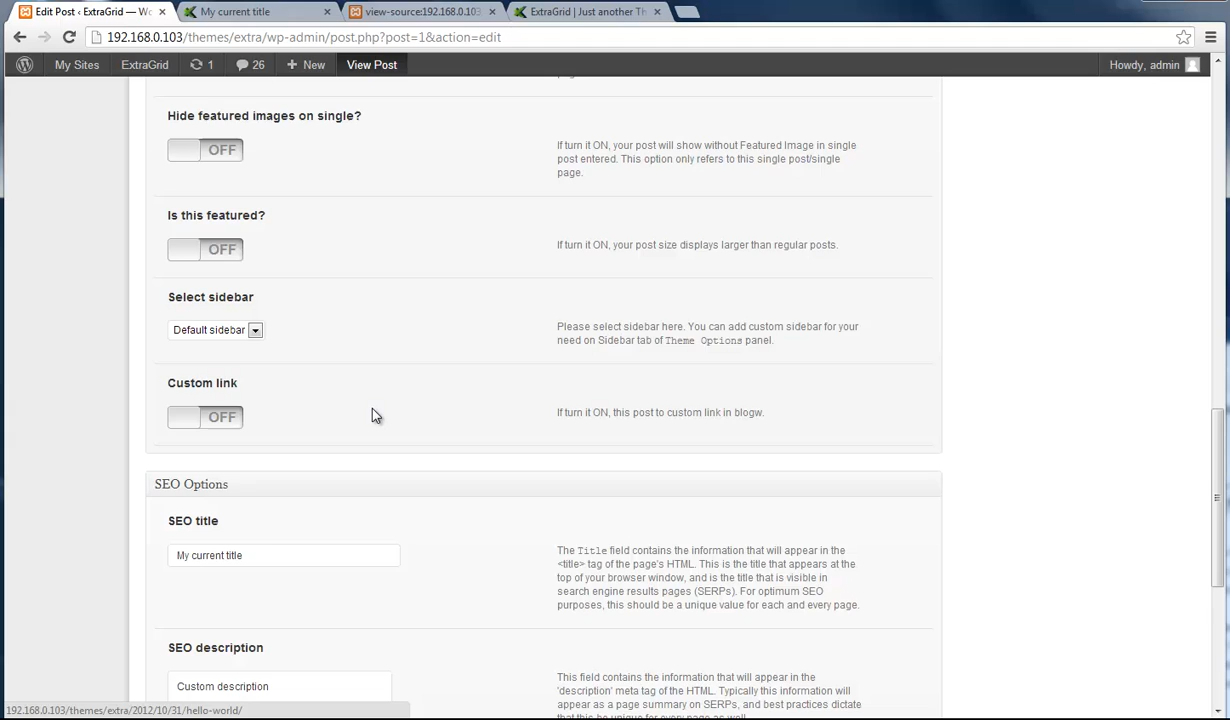 Edit Post ‹ ExtraGrid — Wo
My current title
view-source:192.168.0.103
ExtraGrid | Just another Th
192.168.0.103/themes/extra/wp-admin/post.php?post=1&action=edit
My Sites ExtraGrid 1 26 + New View Post Howdy, admin
page.
Hide featured images on single?
OFF
If turn it ON, your post will show without Featured Image in single
post entered. This option only refers to this single post/single
page.
Is this featured?
OFF
If turn it ON, your post size displays larger than regular posts.
Select sidebar
Default sidebar
Please select sidebar here. You can add custom sidebar for your
need on Sidebar tab of Theme Options panel.
Custom link
OFF
If turn it ON, this post to custom link in blogw.
SEO Options
SEO title
My current title
The Title field contains the information that will appear in the
<title> tag of the page's HTML. This is the title that appears at the
top of your browser window, and is the title that is visible in
search engine results pages (SERPs). For optimum SEO
purposes, this should be a unique value for each and every page.
SEO description
Custom description
This field contains the information that will appear in the
'description' meta tag of the HTML. Typically this information will
appear as a page summary on SERPs, and best practices dictate
that this be unique for every page as well.
192.168.0.103/themes/extra/2012/10/31/hello-world/